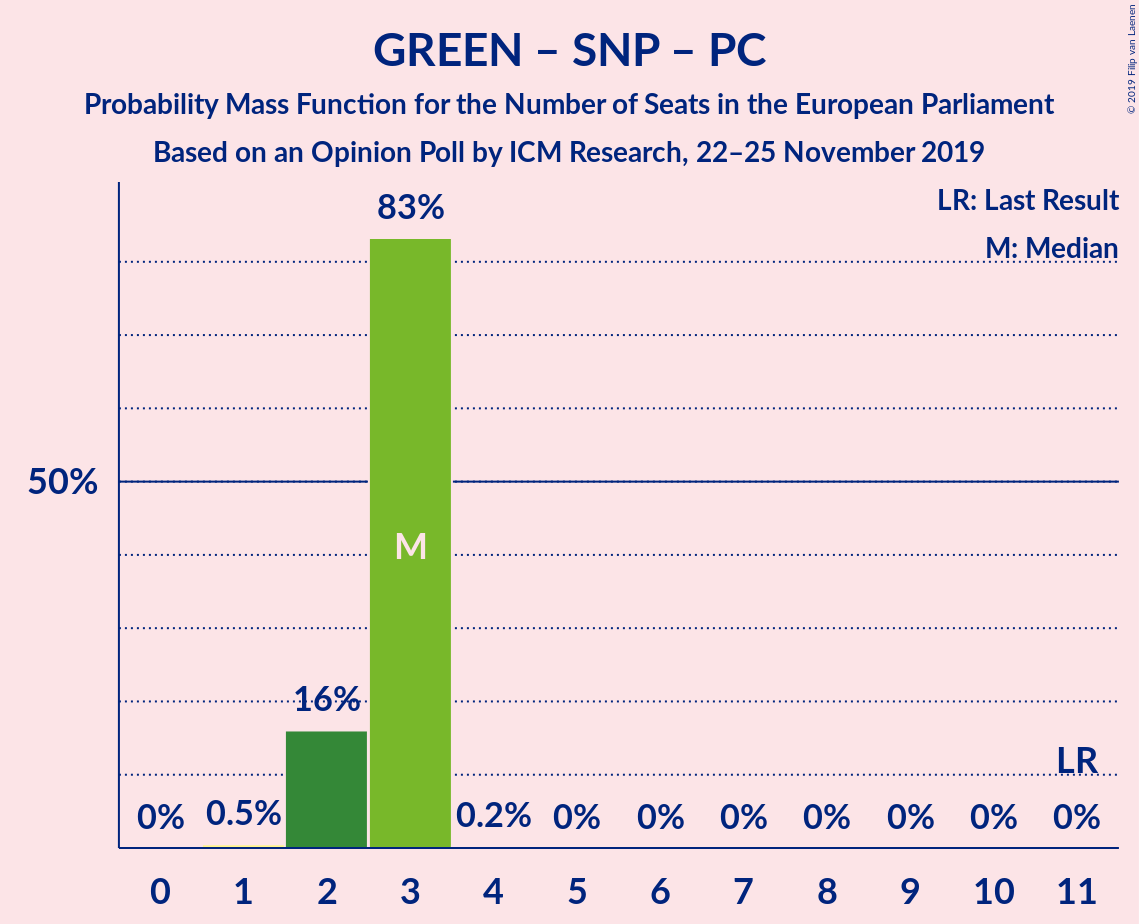 GREEN – SNP – PC
Probability Mass Function for the Number of Seats in the European Parliament
Based on an Opinion Poll by ICM Research, 22–25 November 2019
© 2019 Filip van Laenen
LR: Last Result
M: Median
83%
50%
M
16%
LR
0% 0.5% 0.2% 0% 0% 0% 0% 0% 0% 0%
0 1 2 3 4 5 6 7 8 9 10 11